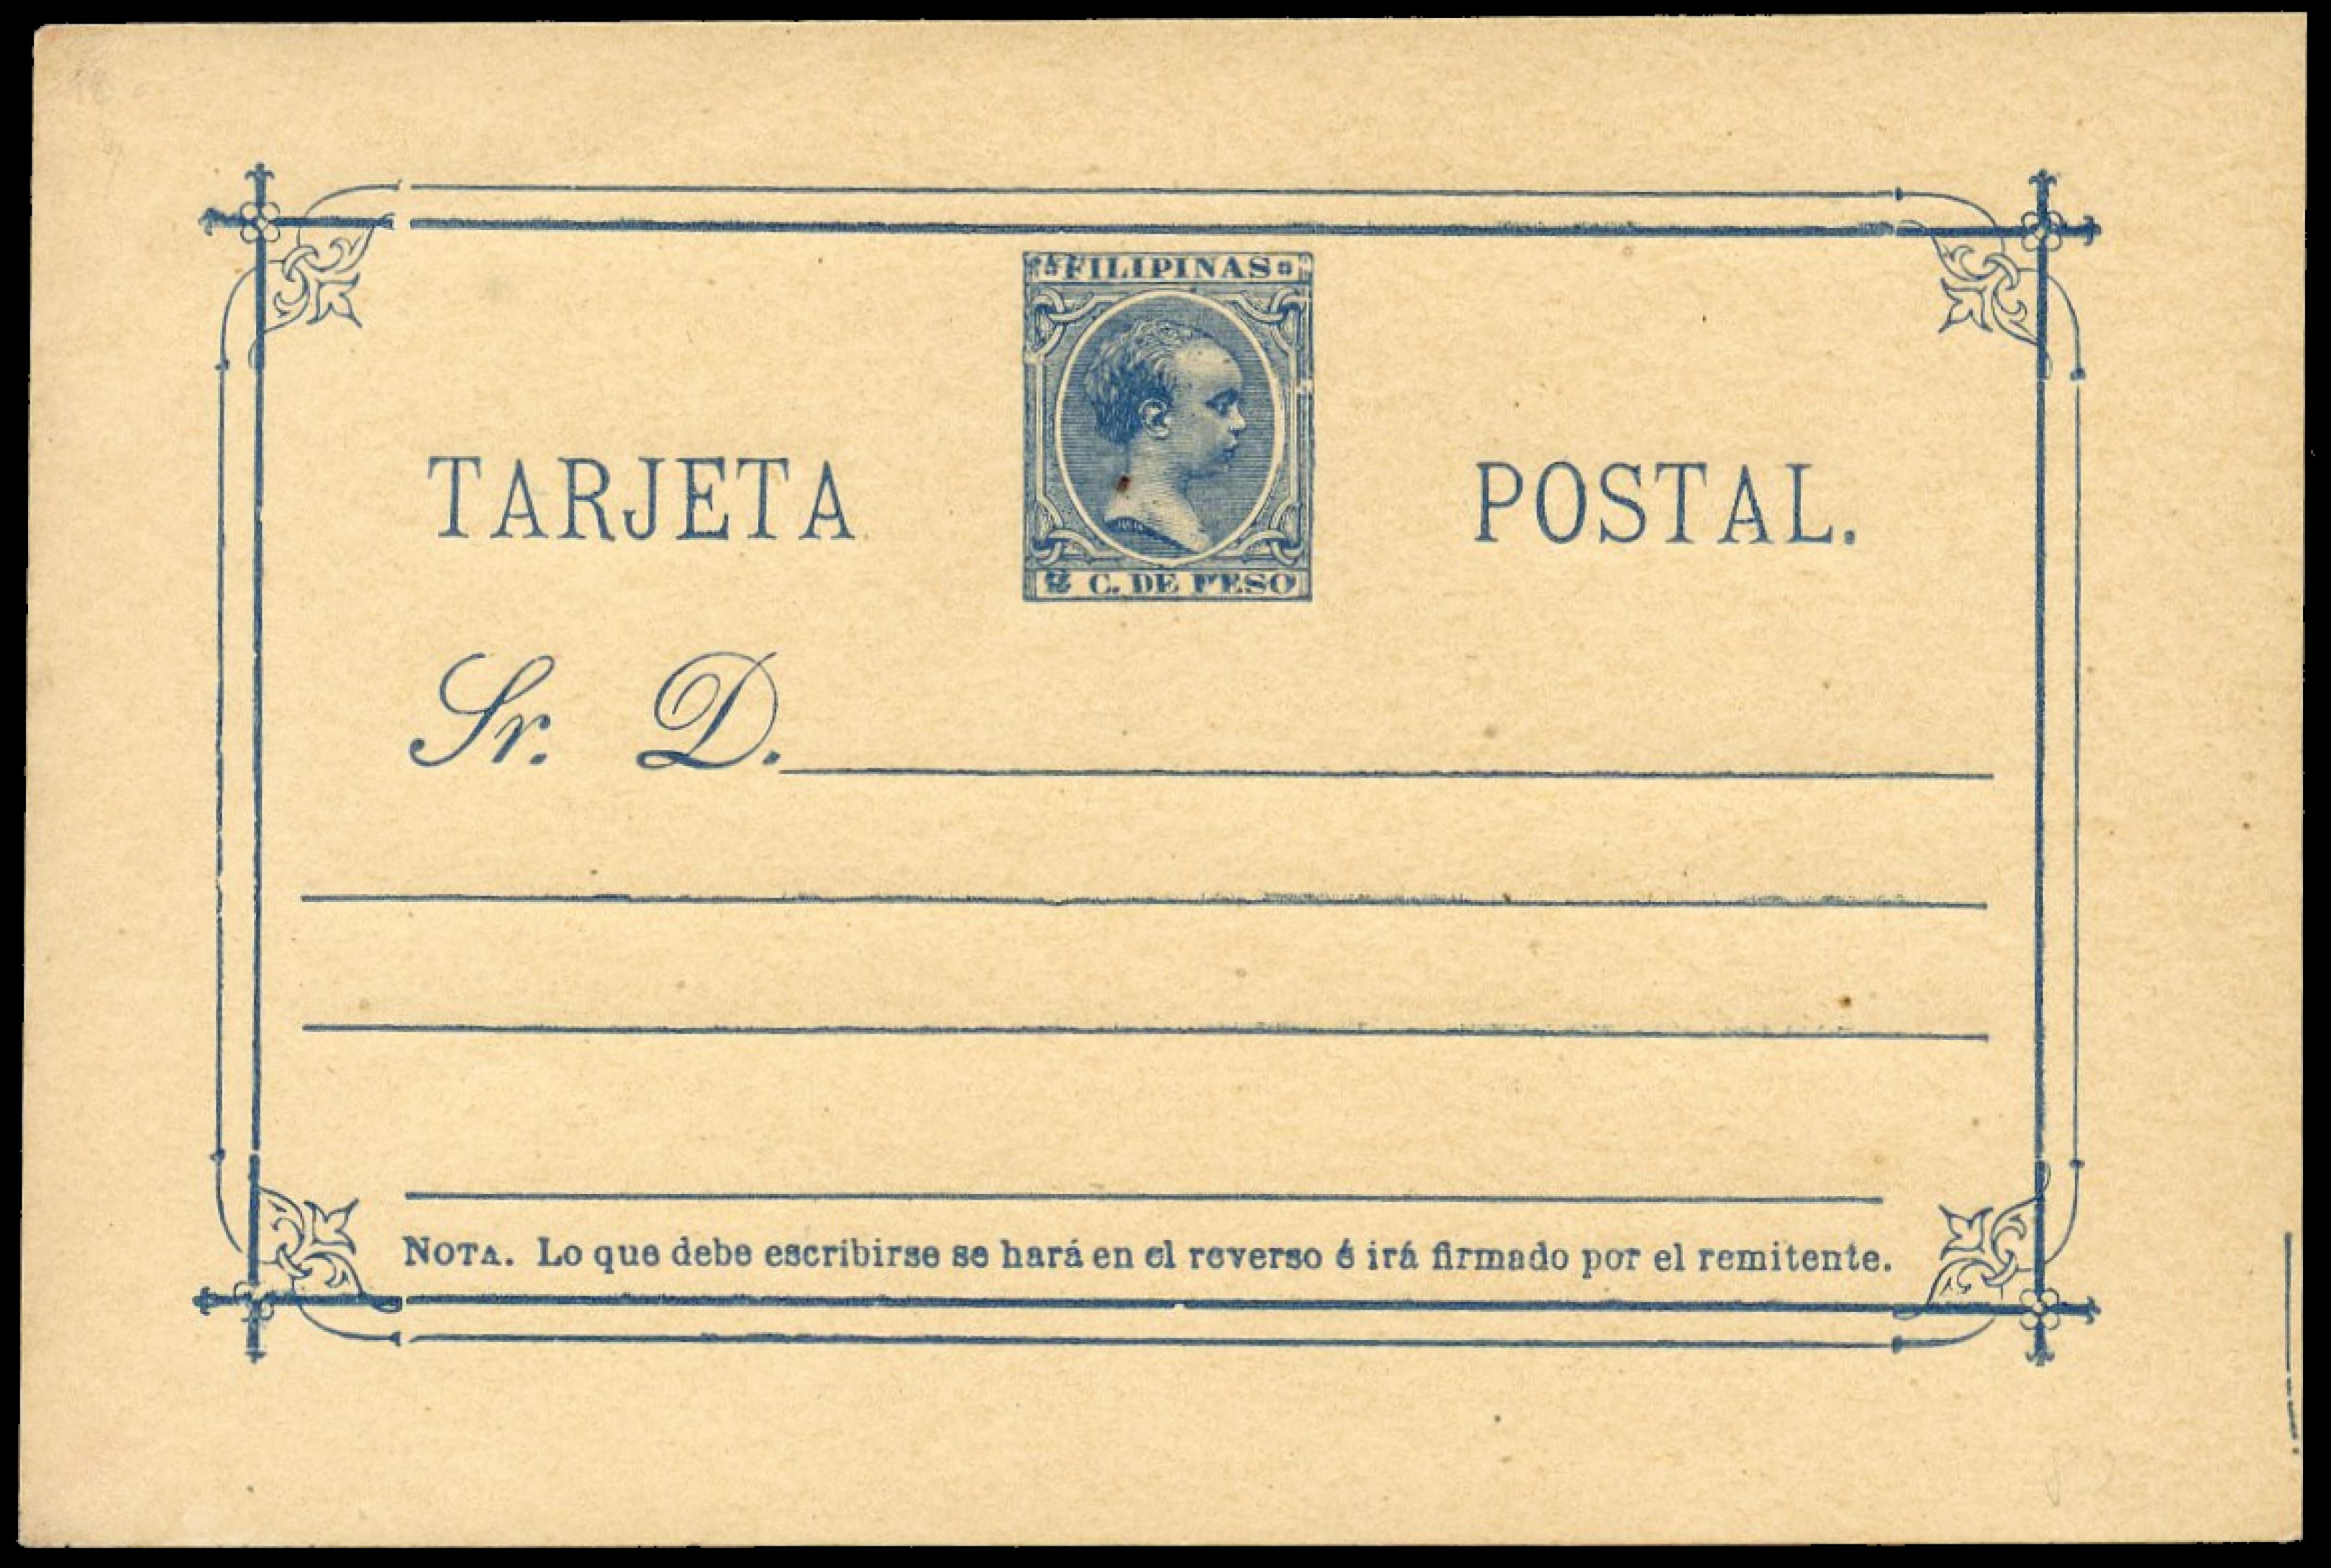 FILIPINAS
TARJETA POSTAL.
2 C. DE PESO
Sr. D.
NOTA. Lo que debe escribirse se hará en el reverso é irá firmado por el remitente.